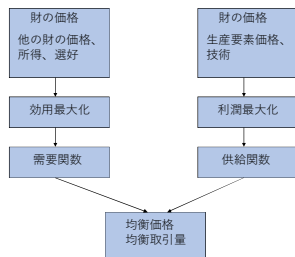 財の価格
他の財の価格、
所得、選好
財の価格
生産要素価格、
技術
効用最大化
利潤最大化
需要関数
供給関数
均衡価格
均衡取引量